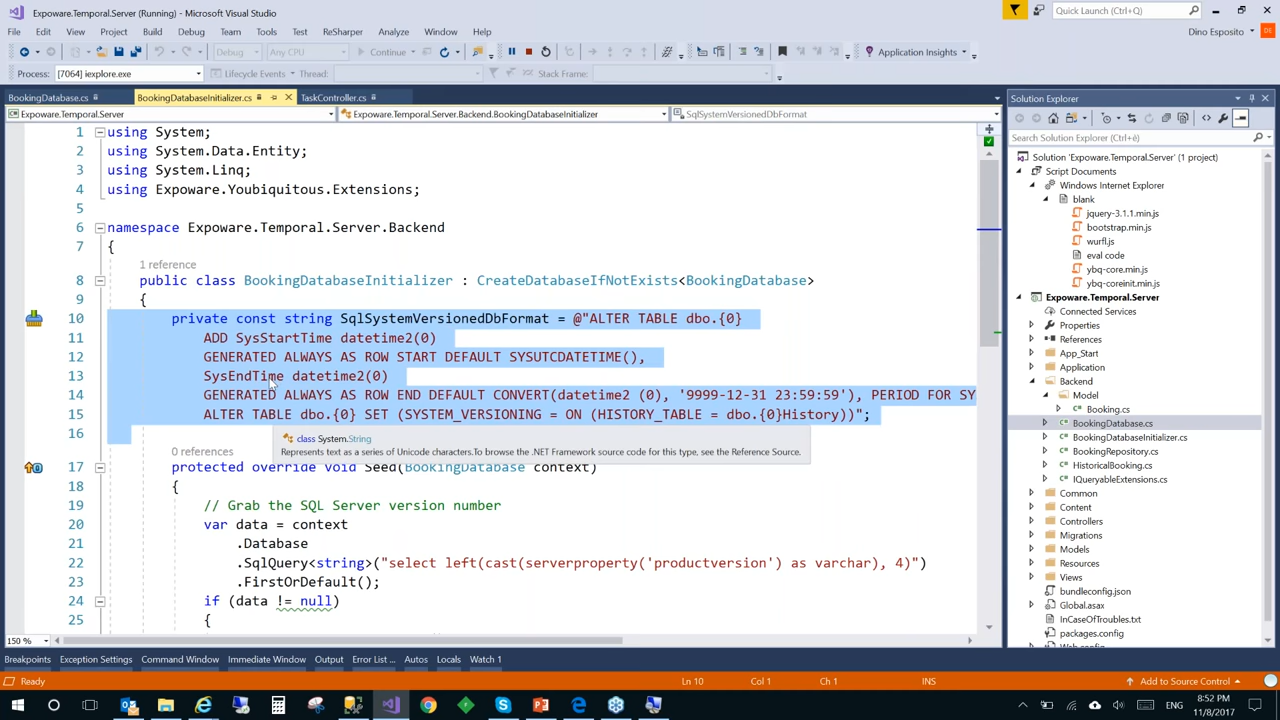 Expoware.Temporal.Server (Running) - Microsoft Visual Studio
Quick Launch (Ctrl+Q)
File Edit View Project Build Debug Team Tools Test ReSharper Analyze Window Help
Dino Esposito DE
Debug Any CPU Continue Application Insights
Process: [7064] iexplore.exe Lifecycle Events Thread: Stack Frame:
BookingDatabase.cs BookingDatabaseInitializer.cs TaskController.cs
Expoware.Temporal.Server Expoware.Temporal.Server.Backend.BookingDatabaseInitializer SqlSystemVersionedDbFormat
1 using System;
2 using System.Data.Entity;
3 using System.Linq;
4 using Expoware.Youbiquitous.Extensions;
5
6 namespace Expoware.Temporal.Server.Backend
7 {
1 reference
8 public class BookingDatabaseInitializer : CreateDatabaseIfNotExists<BookingDatabase>
9 {
10 private const string SqlSystemVersionedDbFormat = @"ALTER TABLE dbo.{0}
11 ADD SysStartTime datetime2(0)
12 GENERATED ALWAYS AS ROW START DEFAULT SYSUTCDATETIME(),
13 SysEndTime datetime2(0)
14 GENERATED ALWAYS AS ROW END DEFAULT CONVERT(datetime2 (0), '9999-12-31 23:59:59'), PERIOD FOR SY
15 ALTER TABLE dbo.{0} SET (SYSTEM_VERSIONING = ON (HISTORY_TABLE = dbo.{0}History))";
16
class System.String
Represents text as a series of Unicode characters.To browse the .NET Framework source code for this type, see the Reference Source.
0 references
17 protected override void Seed(BookingDatabase context)
18 {
19 // Grab the SQL Server version number
20 var data = context
21 .Database
22 .SqlQuery<string>("select left(cast(serverproperty('productversion') as varchar), 4)")
23 .FirstOrDefault();
24 if (data != null)
25 {
150 %
Solution Explorer
Search Solution Explorer (Ctrl+è)
Solution 'Expoware.Temporal.Server' (1 project)
Script Documents
Windows Internet Explorer
blank
jquery-3.1.1.min.js
bootstrap.min.js
wurfl.js
eval code
ybq-core.min.js
ybq-coreinit.min.js
Expoware.Temporal.Server
Connected Services
Properties
References
App_Start
Backend
Model
Booking.cs
BookingDatabase.cs
BookingDatabaseInitializer.cs
BookingRepository.cs
HistoricalBooking.cs
IQueryableExtensions.cs
Common
Content
Controllers
Migrations
Models
Resources
Views
bundleconfig.json
Global.asax
InCaseOfTroubles.txt
packages.config
Breakpoints Exception Settings Command Window Immediate Window Output Error List ... Autos Locals Watch 1
Ready Ln 10 Col 1 Ch 1 INS Add to Source Control
ENG 8:52 PM
11/8/2017